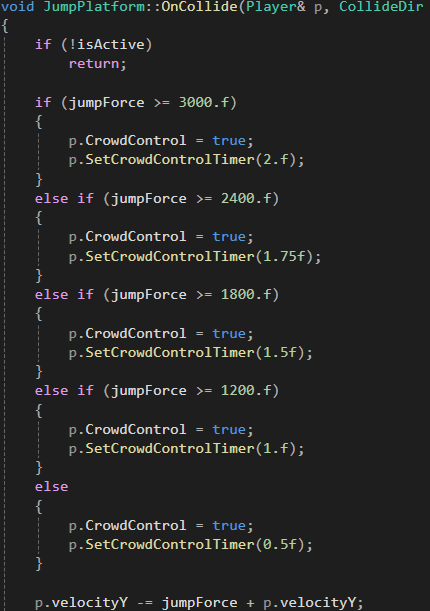 void JumpPlatform::OnCollide(Player& p, CollideDir
{
    if (!isActive)
        return;

    if (jumpForce >= 3000.f)
    {
        p.CrowdControl = true;
        p.SetCrowdControlTimer(2.f);
    }
    else if (jumpForce >= 2400.f)
    {
        p.CrowdControl = true;
        p.SetCrowdControlTimer(1.75f);
    }
    else if (jumpForce >= 1800.f)
    {
        p.CrowdControl = true;
        p.SetCrowdControlTimer(1.5f);
    }
    else if (jumpForce >= 1200.f)
    {
        p.CrowdControl = true;
        p.SetCrowdControlTimer(1.f);
    }
    else
    {
        p.CrowdControl = true;
        p.SetCrowdControlTimer(0.5f);
    }

    p.velocityY -= jumpForce + p.velocityY;